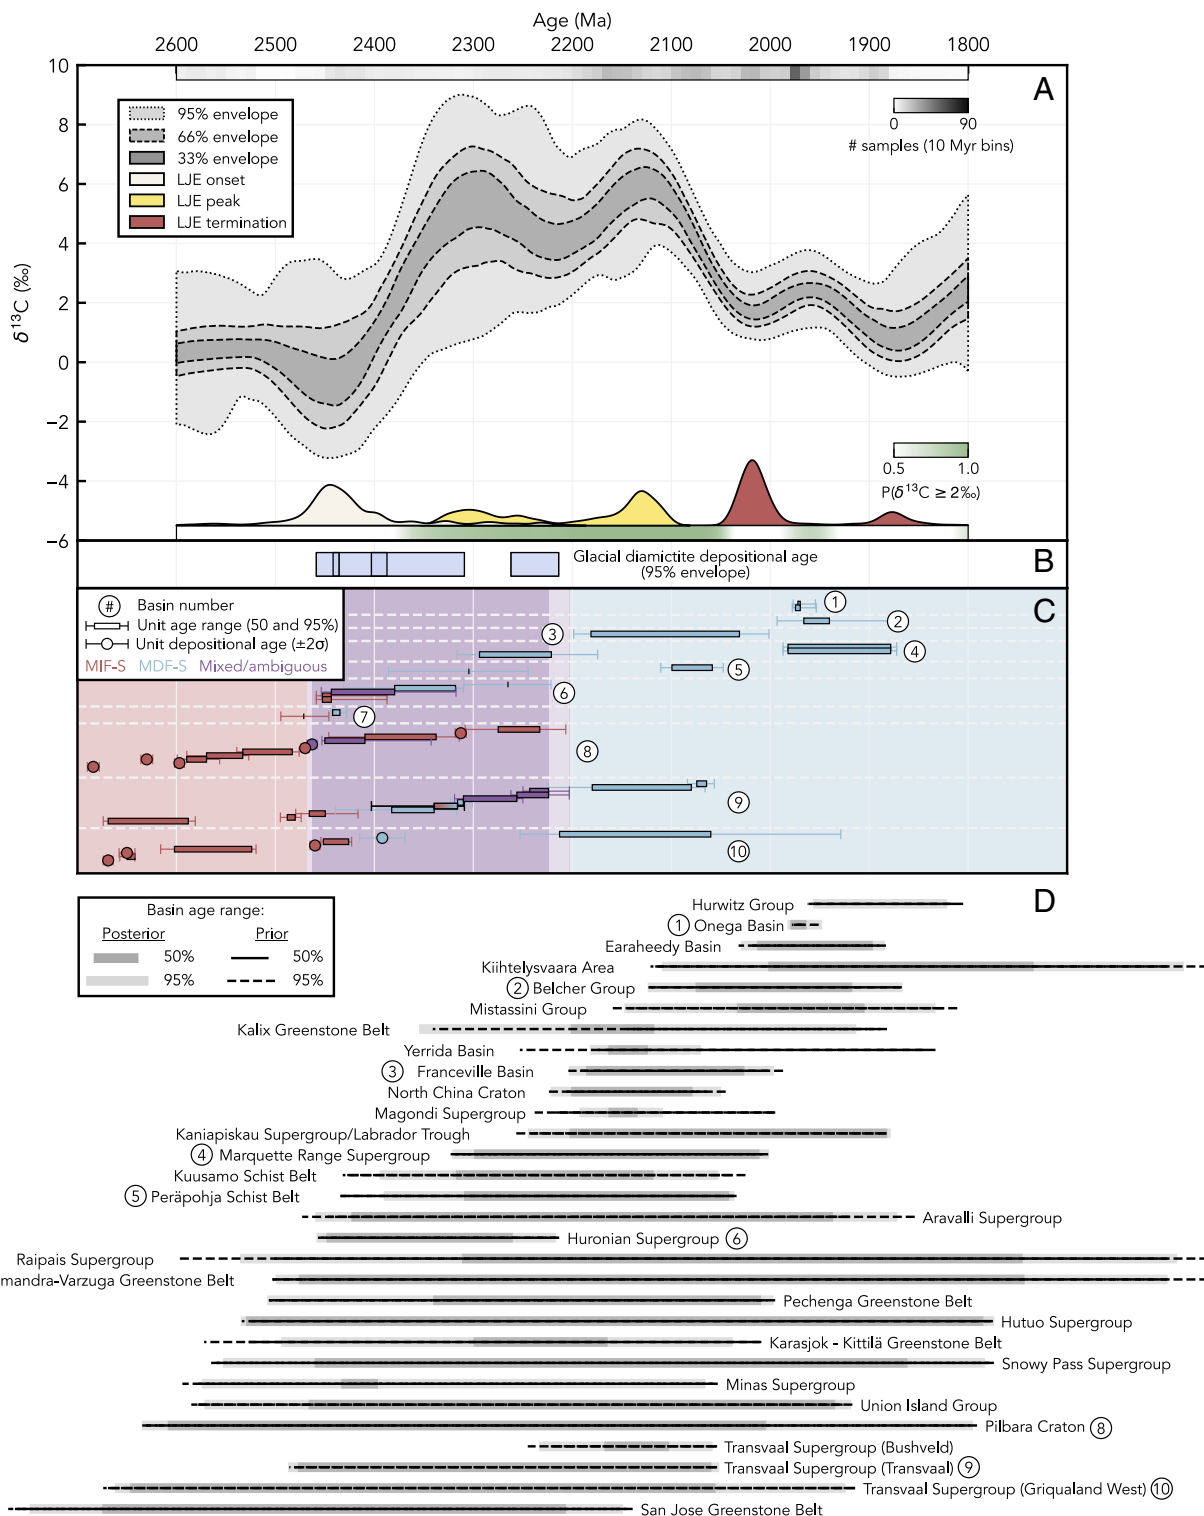 Age (Ma)
2600 2500 2400 2300 2200 2100 2000 1900 1800
A
10
8
6
4
2
0
−2
−4
−6
δ13C (‰)
95% envelope
66% envelope
33% envelope
LJE onset
LJE peak
LJE termination
0 90
# samples (10 Myr bins)
0.5 1.0
P(δ13C ≥ 2‰)
B
Glacial diamictite depositional age
(95% envelope)
C
# Basin number
Unit age range (50 and 95%)
Unit depositional age (±2σ)
MIF-S MDF-S Mixed/ambiguous
1
2
3
4
5
6
7
8
9
10
D
Basin age range:
Posterior Prior
50% 50%
95% 95%
Hurwitz Group
1 Onega Basin
Earaheedy Basin
Kiihtelysvaara Area
2 Belcher Group
Mistassini Group
Kalix Greenstone Belt
Yerrida Basin
3 Franceville Basin
North China Craton
Magondi Supergroup
Kaniapiskau Supergroup/Labrador Trough
4 Marquette Range Supergroup
Kuusamo Schist Belt
5 Peräpohja Schist Belt
Aravalli Supergroup
Huronian Supergroup 6
Raipais Supergroup
mandra-Varzuga Greenstone Belt
Pechenga Greenstone Belt
Hutuo Supergroup
Karasjok - Kittilä Greenstone Belt
Snowy Pass Supergroup
Minas Supergroup
Union Island Group
Pilbara Craton 8
Transvaal Supergroup (Bushveld)
Transvaal Supergroup (Transvaal) 9
Transvaal Supergroup (Griqualand West) 10
San Jose Greenstone Belt